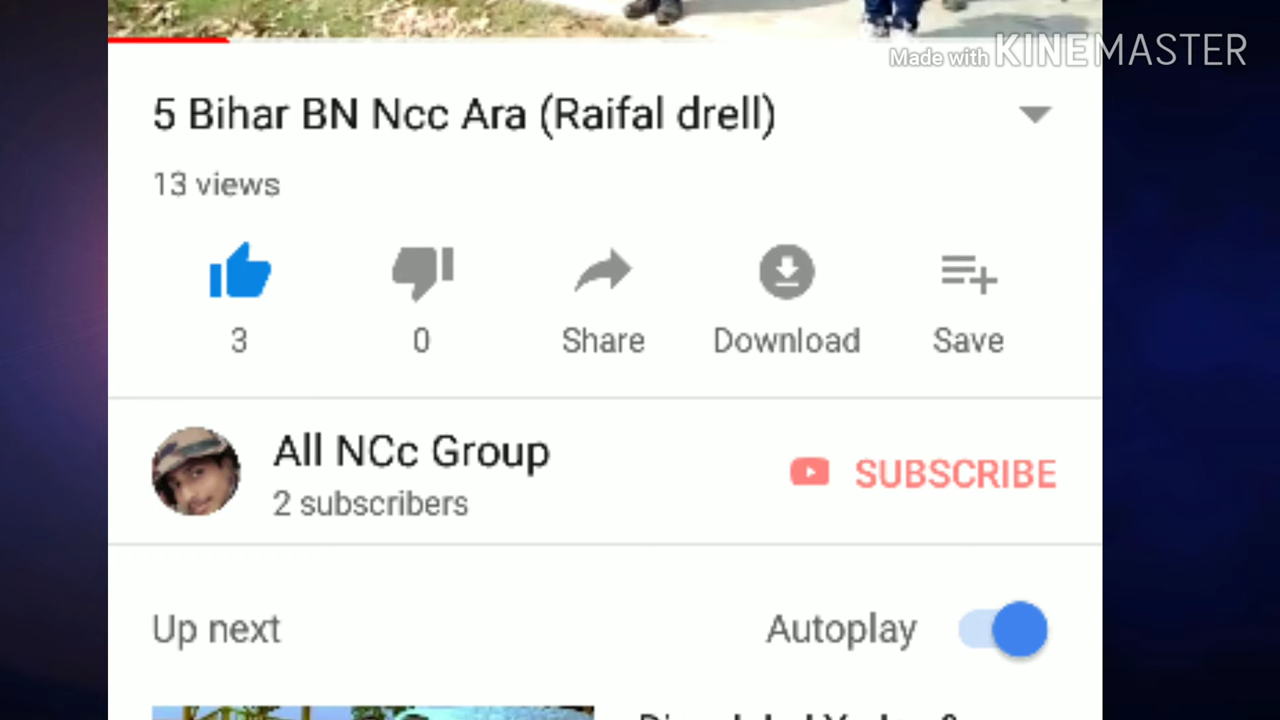 Made with KINEMASTER
5 Bihar BN Ncc Ara (Raifal drell)
13 views
3
0
Share
Download
Save
All NCc Group
2 subscribers
SUBSCRIBE
Up next
Autoplay